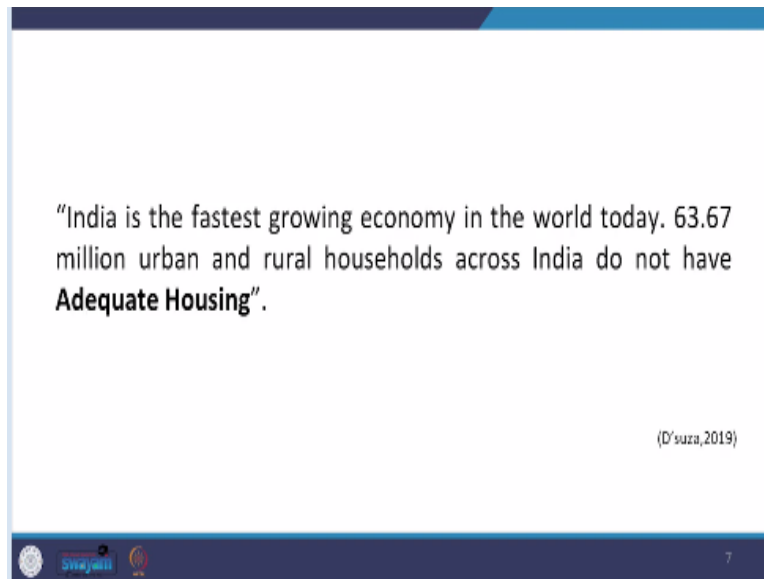 “India is the fastest growing economy in the world today. 63.67
million urban and rural households across India do not have
Adequate Housing”.
(D’suza,2019)
swayam
7